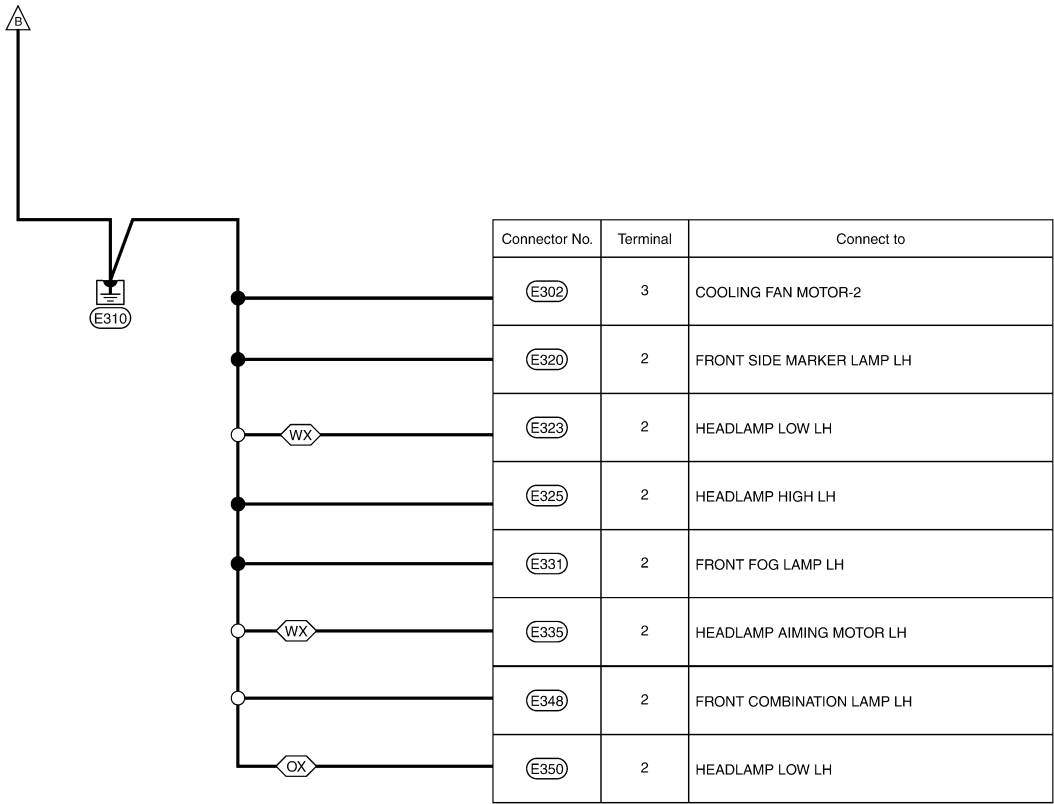 B
E310
Connector No. Terminal Connect to
E302 3 COOLING FAN MOTOR-2
E320 2 FRONT SIDE MARKER LAMP LH
WX E323 2 HEADLAMP LOW LH
E325 2 HEADLAMP HIGH LH
E331 2 FRONT FOG LAMP LH
WX E335 2 HEADLAMP AIMING MOTOR LH
E348 2 FRONT COMBINATION LAMP LH
OX E350 2 HEADLAMP LOW LH